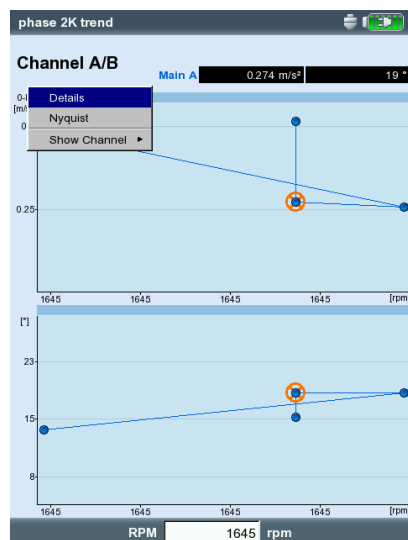 phase 2K trend
Channel A/B
Main A 0.274 m/s² 19 °
Details
Nyquist
Show Channel
0
0.25
1645 1645 1645 1645 [rpm
[°]
23
15
8
1645 1645 1645 1645 [rpm
RPM 1645 rpm